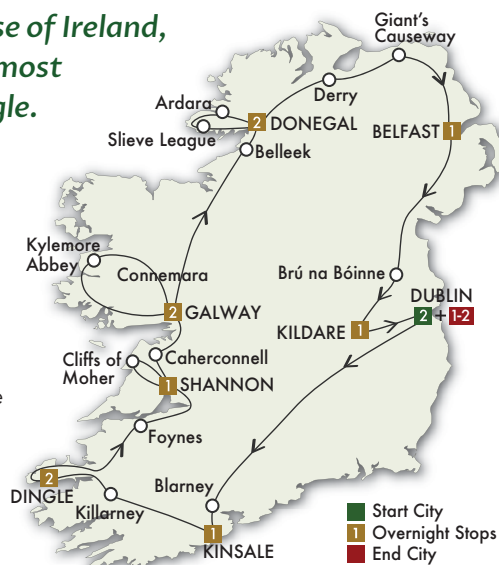 se of Ireland,
most
gle.
e
Giant's
Causeway
Derry
Ardara
2 DONEGAL
BELFAST 1
Slieve League
Belleek
Kylemore
Abbey
Connemara
Brú na Bóinne
DUBLIN
2 + 1-2
2 GALWAY
KILDARE 1
Cliffs of
Moher
Caherconnell
1 SHANNON
Foynes
2
DINGLE
Killarney
Blarney
1
KINSALE
Start City
1 Overnight Stops
End City